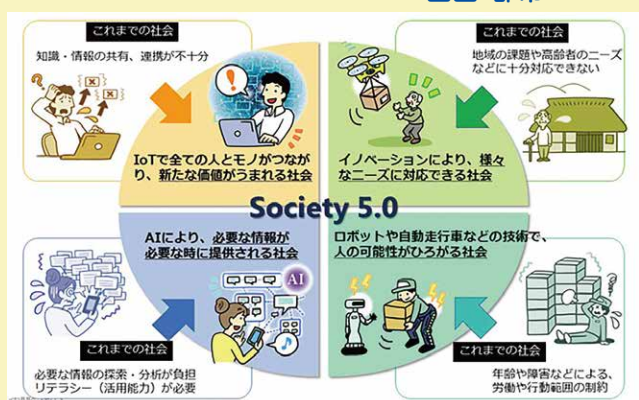 これまでの社会
知識・情報の共有、連携が不十分
IoTで全ての人とモノがつなが
り、新たな価値がうまれる社会
これまでの社会
地域の課題や高齢者のニーズ
などに十分対応できない
イノベーションにより、様々
なニーズに対応できる社会
Society 5.0
AIにより、必要な情報が
必要な時に提供される社会
AI
これまでの社会
必要な情報の探索・分析が負担
リテラシー（活用能力）が必要
ロボットや自動走行車などの技術で、
人の可能性がひろがる社会
これまでの社会
年齢や障害などによる、
労働や行動範囲の制約